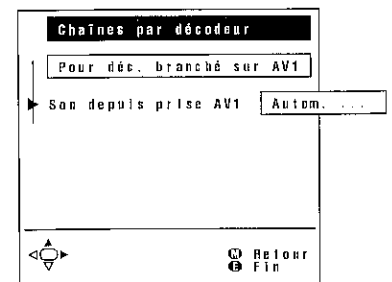 Chaînes par décodeur
Pour déc. branché sur AV1
Son depuis prise AV1 Autom. ...
M Retour
E Fin